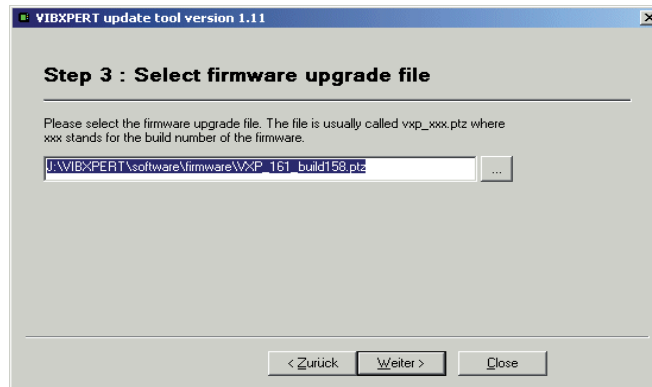 VIBXPERT update tool version 1.11
Step 3 : Select firmware upgrade file
Please select the firmware upgrade file. The file is usually called vxp_xxx.ptz where
xxx stands for the build number of the firmware.
J:\VIBXPERT\software\firmware\VXP_161_build158.ptz
...
< Zurück
Weiter >
Close